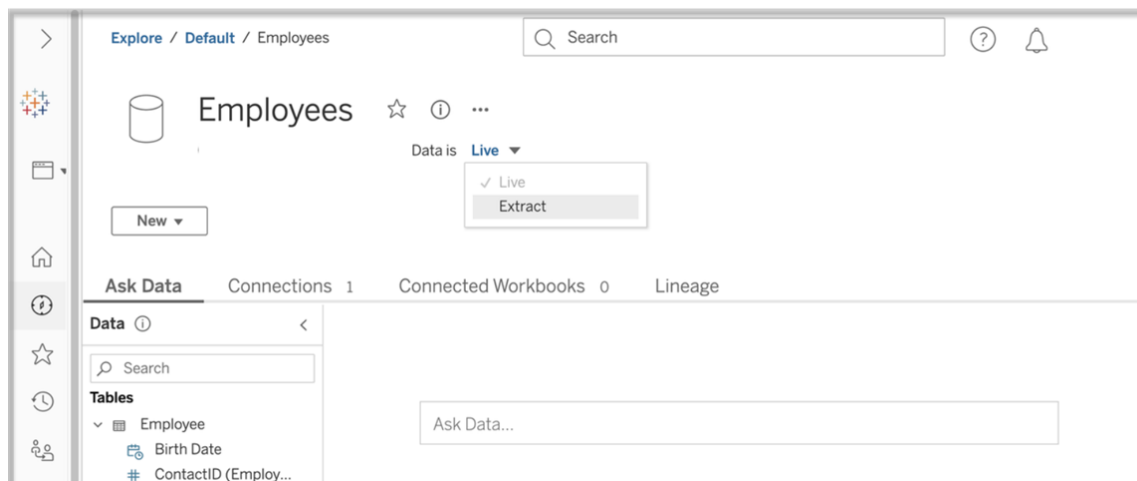 Explore / Default / Employees
Search
Employees
Data is Live
Live
Extract
New
Ask Data
Connections 1
Connected Workbooks 0
Lineage
Data
Search
Tables
Employee
Birth Date
ContactID (Employ...
Ask Data...